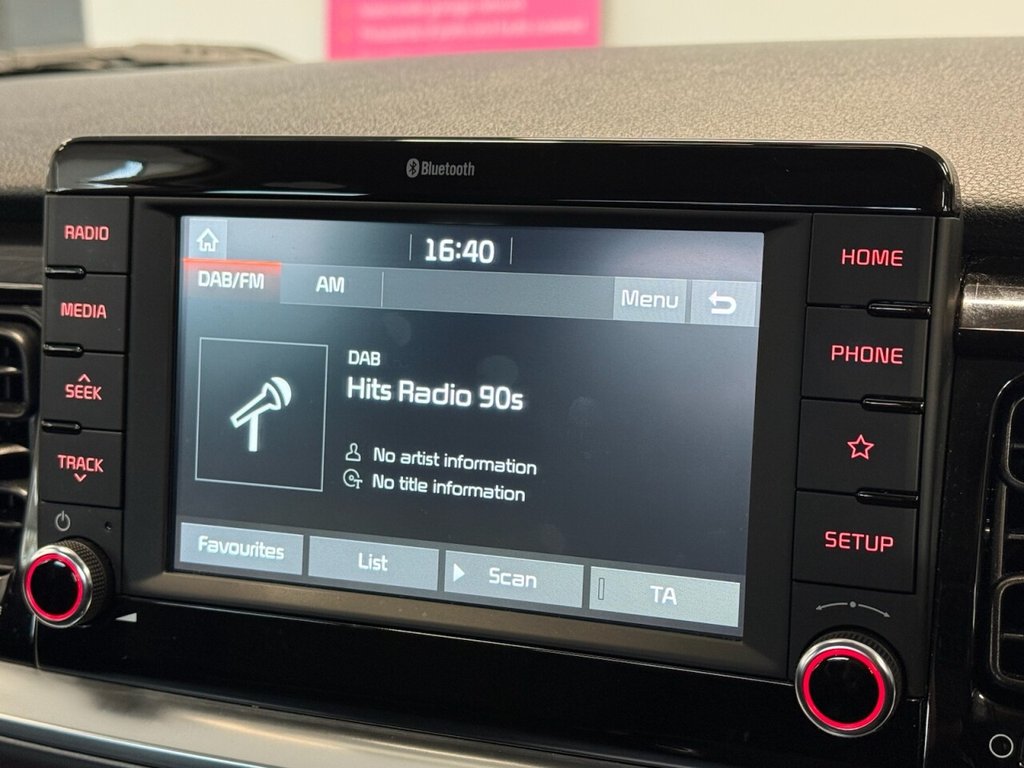 Bluetooth
RADIO
MEDIA
SEEK
TRACK
16:40
DAB/FM
AM
Menu
DAB
Hits Radio 90s
No artist information
No title information
Favourites
List
Scan
TA
HOME
PHONE
SETUP